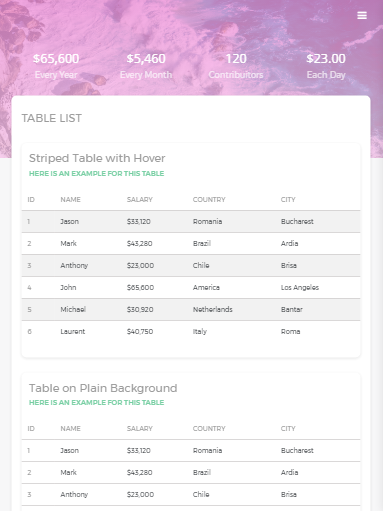 $65,600 $5,460 120 $23.00
Every Year Every Month Contributors Each Day
TABLE LIST
Striped Table with Hover
HERE IS AN EXAMPLE FOR THIS TABLE
ID NAME SALARY COUNTRY CITY
1 Jason $33,120 Romania Bucharest
2 Mark $43,280 Brazil Ardia
3 Anthony $23,000 Chile Brisa
4 John $65,600 America Los Angeles
5 Michael $30,920 Netherlands Bantar
6 Laurent $40,750 Italy Roma
Table on Plain Background
HERE IS AN EXAMPLE FOR THIS TABLE
ID NAME SALARY COUNTRY CITY
1 Jason $33,120 Romania Bucharest
2 Mark $43,280 Brazil Ardia
3 Anthony $23,000 Chile Brisa